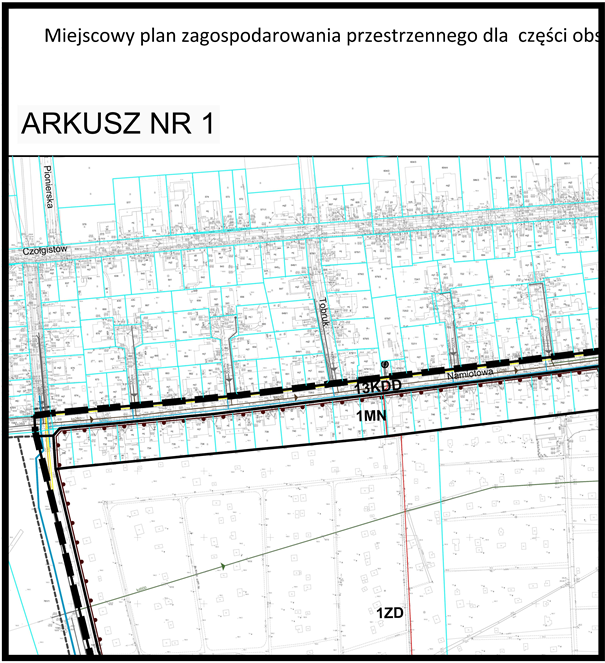 Miejscowy plan zagospodarowania przestrzennego dla części obs
ARKUSZ NR 1
Pionierska
Czołgistów
Tobruk
Namiotowa
13KDD
1MN
1ZD